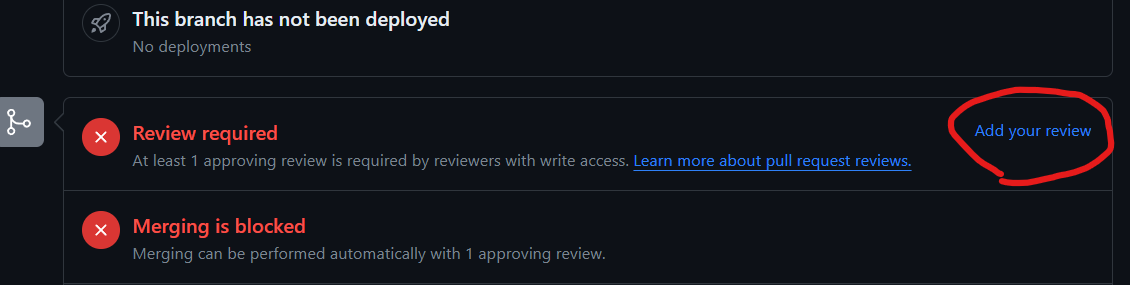 This branch has not been deployed
No deployments
Review required
Add your review
At least 1 approving review is required by reviewers with write access. Learn more about pull request reviews.
Merging is blocked
Merging can be performed automatically with 1 approving review.